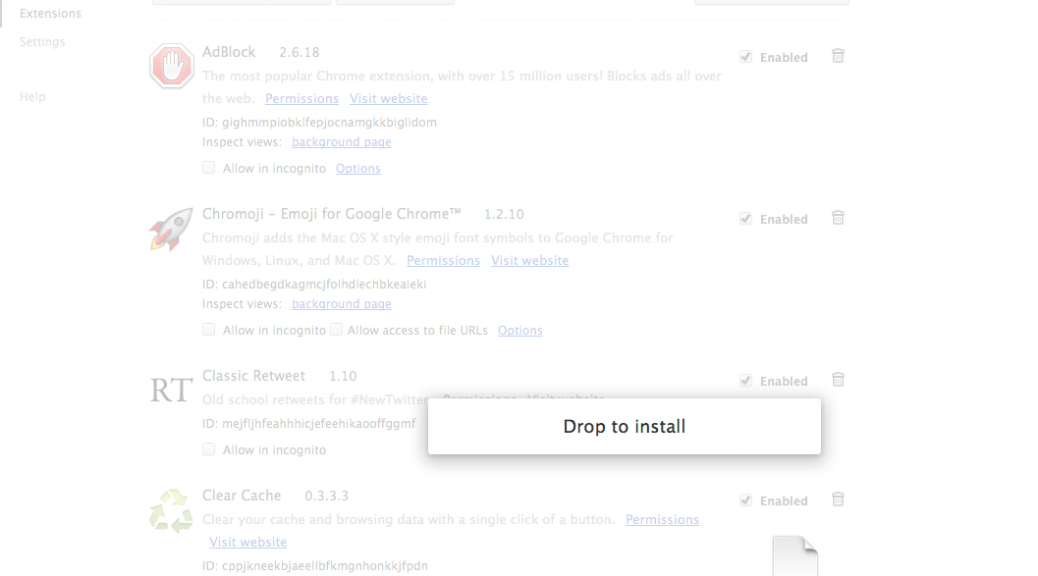 Extensions
Settings
Help
AdBlock 2.6.18
Enabled
The most popular Chrome extension, with over 15 million users! Blocks ads all over
the web. Permissions Visit website
ID: gighmmpiobklfepjocnamgkkbiglidom
Inspect views: background page
Allow in incognito Options
Chromoji – Emoji for Google Chrome™ 1.2.10
Enabled
Chromoji adds the Mac OS X style emoji font symbols to Google Chrome for
Windows, Linux, and Mac OS X. Permissions Visit website
ID: cahedbegdkagmcjfolhdlechbkeaieki
Inspect views: background page
Allow in incognito Allow access to file URLs Options
RT
Classic Retweet 1.10
Enabled
Old school retweets for #NewTwitter Permissions Visit website
ID: mejfljhfeahhhicjefeehikaooffggmf
Drop to install
Allow in incognito
Clear Cache 0.3.3.3
Enabled
Clear your cache and browsing data with a single click of a button. Permissions
Visit website
ID: cppjkneekbjaeellbfkmgnhonkkjfpdn